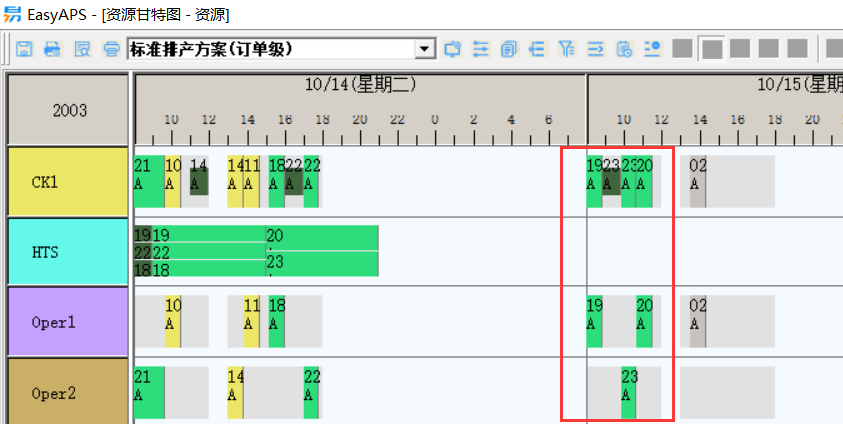 EasyAPS - [资源甘特图 - 资源]
标准排产方案(订单级)
2003
10/14(星期二)
10/15(星期
10 12 14 16 18 20 22 0 2 4 6
10 12 14 16 18 20
CK1
21 10 14 14 11 18 22 22 19 23 23 20 02
A A A A A A A A A A A A A
HTS
19 19 20
22 22
18 18 23
Oper1
10 11 18 19 20 02
A A A A A A
Oper2
21 14 22 23
A A A A